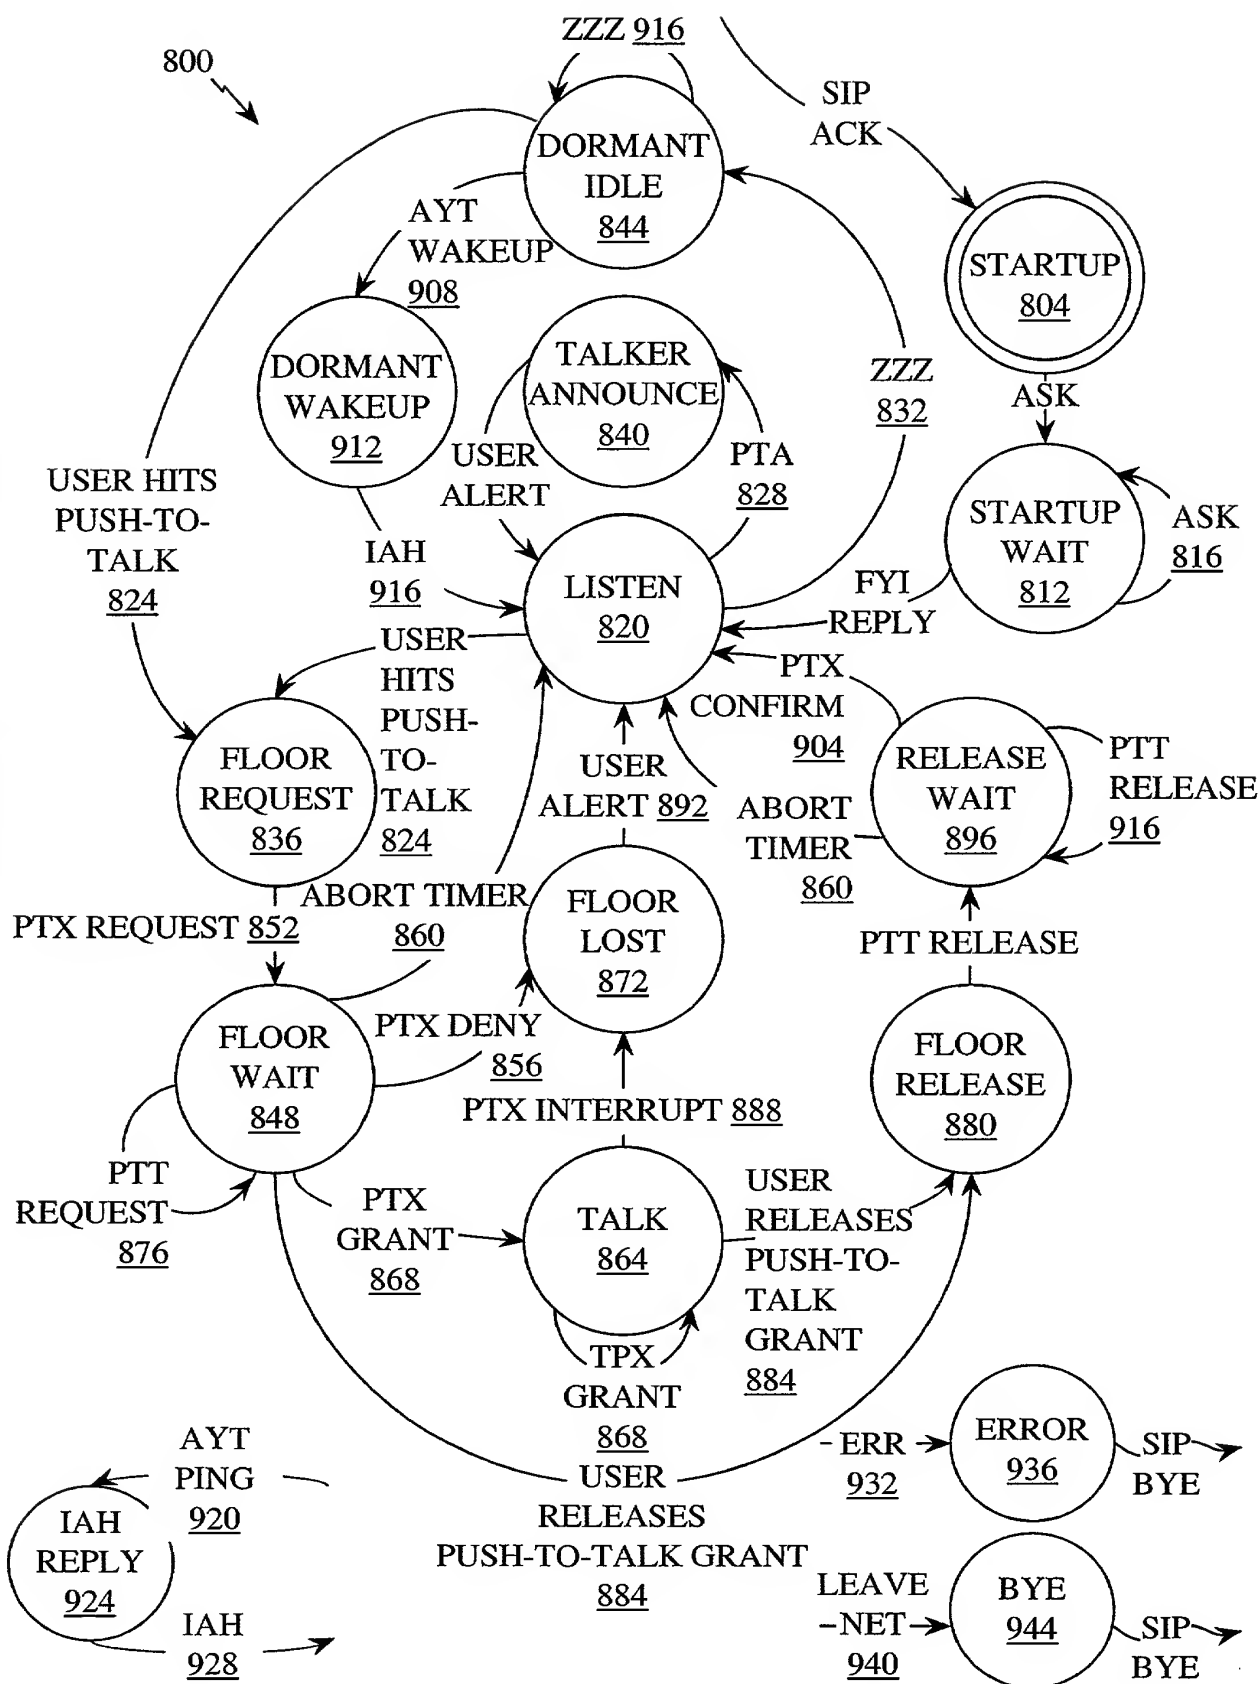 ZZZ 916
800
SIP
ACK
DORMANT
IDLE
844
AYT
WAKEUP
908
STARTUP
804
DORMANT
WAKEUP
912
TALKER
ANNOUNCE
840
ZZZ
832
ASK
USER
ALERT
PTA
828
USER HITS
PUSH-TO-
TALK
824
STARTUP
WAIT
812
ASK
816
IAH
916
LISTEN
820
FYI
REPLY
USER
HITS
PUSH-
TO-
TALK
824
PTX
CONFIRM
904
FLOOR
REQUEST
836
USER
ALERT 892
ABORT
TIMER
860
RELEASE
WAIT
896
PTT
RELEASE
916
PTX REQUEST 852
ABORT TIMER
860
FLOOR
LOST
872
PTT RELEASE
FLOOR
WAIT
848
PTX DENY
856
FLOOR
RELEASE
880
PTX INTERRUPT 888
PTT
REQUEST
876
PTX
GRANT
868
TALK
864
USER
RELEASES
PUSH-TO-
TALK
GRANT
884
TPX
GRANT
868
USER
RELEASES
PUSH-TO-TALK GRANT
884
AYT
PING
920
IAH
REPLY
924
IAH
928
ERR
932
ERROR
936
SIP
BYE
LEAVE
NET
940
BYE
944
SIP
BYE